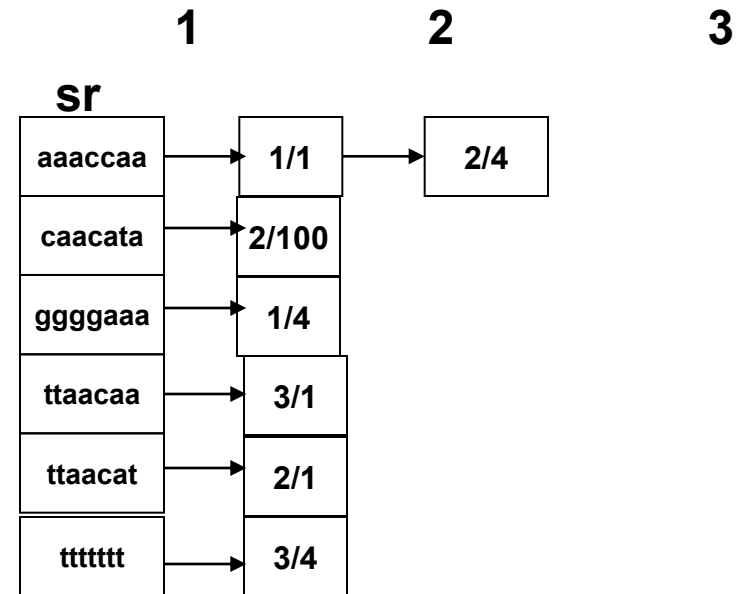 1 2 3
sr
aaaccaa 1/1 2/4
caacata 2/100
ggggaaa 1/4
ttaacaa 3/1
ttaacat 2/1
ttttttt 3/4